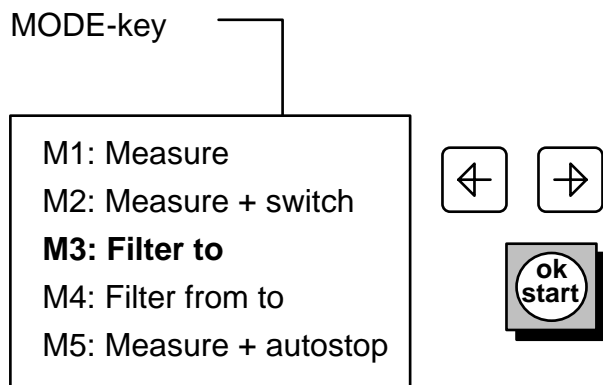 MODE-key
M1: Measure
M2: Measure + switch
M3: Filter to
M4: Filter from to
M5: Measure + autostop
ok
start